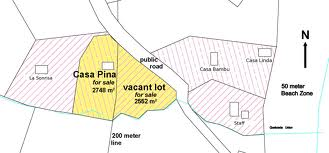 public
road
N
La Sonrisa
Casa Pina
for sale
2748 m²
vacant lot
for sale
2552 m²
Casa Bambu
Casa Linda
50 meter
Beach Zone
Staff
200 meter
line